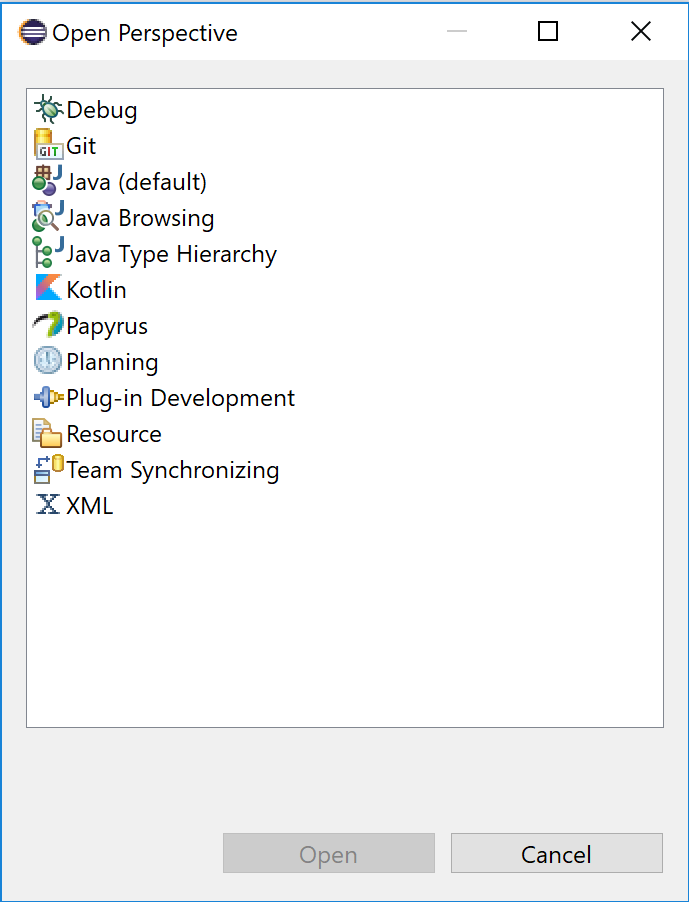 Open Perspective
Debug
GIT Git
Java (default)
Java Browsing
Java Type Hierarchy
Kotlin
Papyrus
Planning
Plug-in Development
Resource
Team Synchronizing
XML
Open Cancel